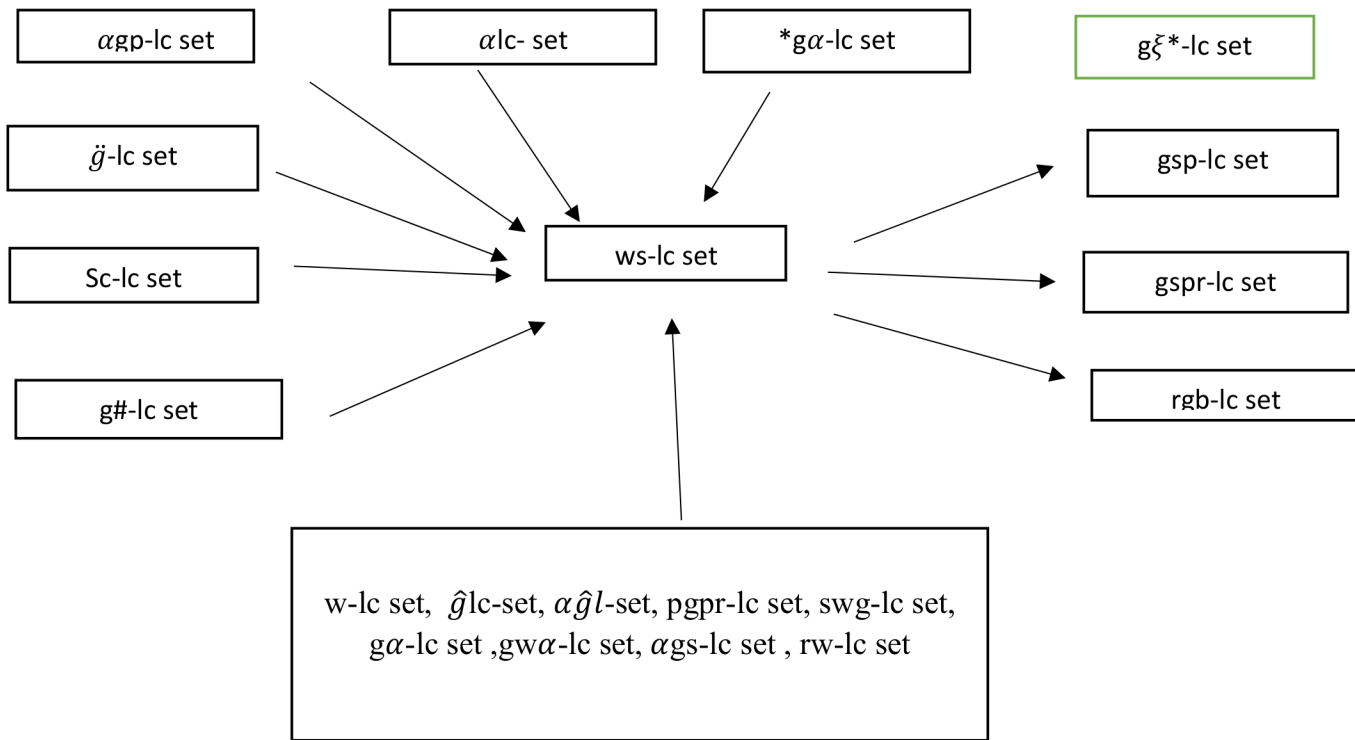 αgp-lc set
αlc- set
*gα-lc set
gξ*-lc set
g̈-lc set
gsp-lc set
ws-lc set
Sc-lc set
gspr-lc set
g#-lc set
rgb-lc set
w-lc set, ĝlc-set, αĝl-set, pgpr-lc set, swg-lc set,
gα-lc set ,gwα-lc set, αgs-lc set , rw-lc set